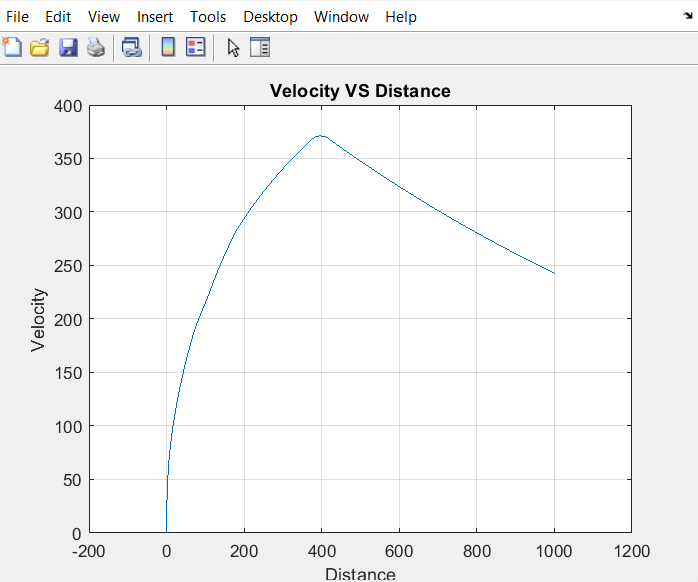 File Edit View Insert Tools Desktop Window Help
Velocity VS Distance
400
350
300
250
200
150
100
50
0
Velocity
-200 0 200 400 600 800 1000 1200
Distance